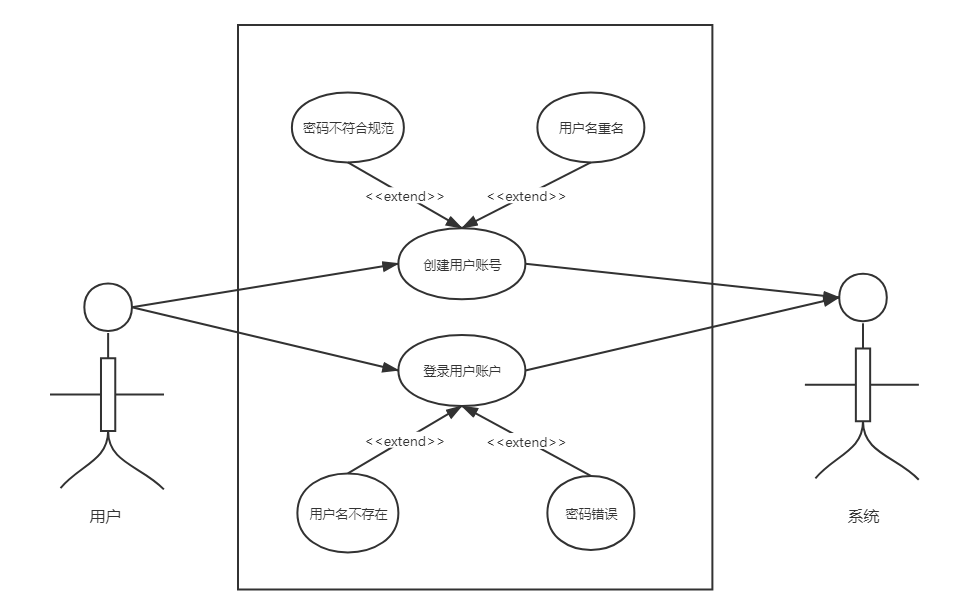 密码不符合规范
用户名重名
<<extend>>
<<extend>>
创建用户账号
登录用户账户
<<extend>>
<<extend>>
用户名不存在
密码错误
用户
系统